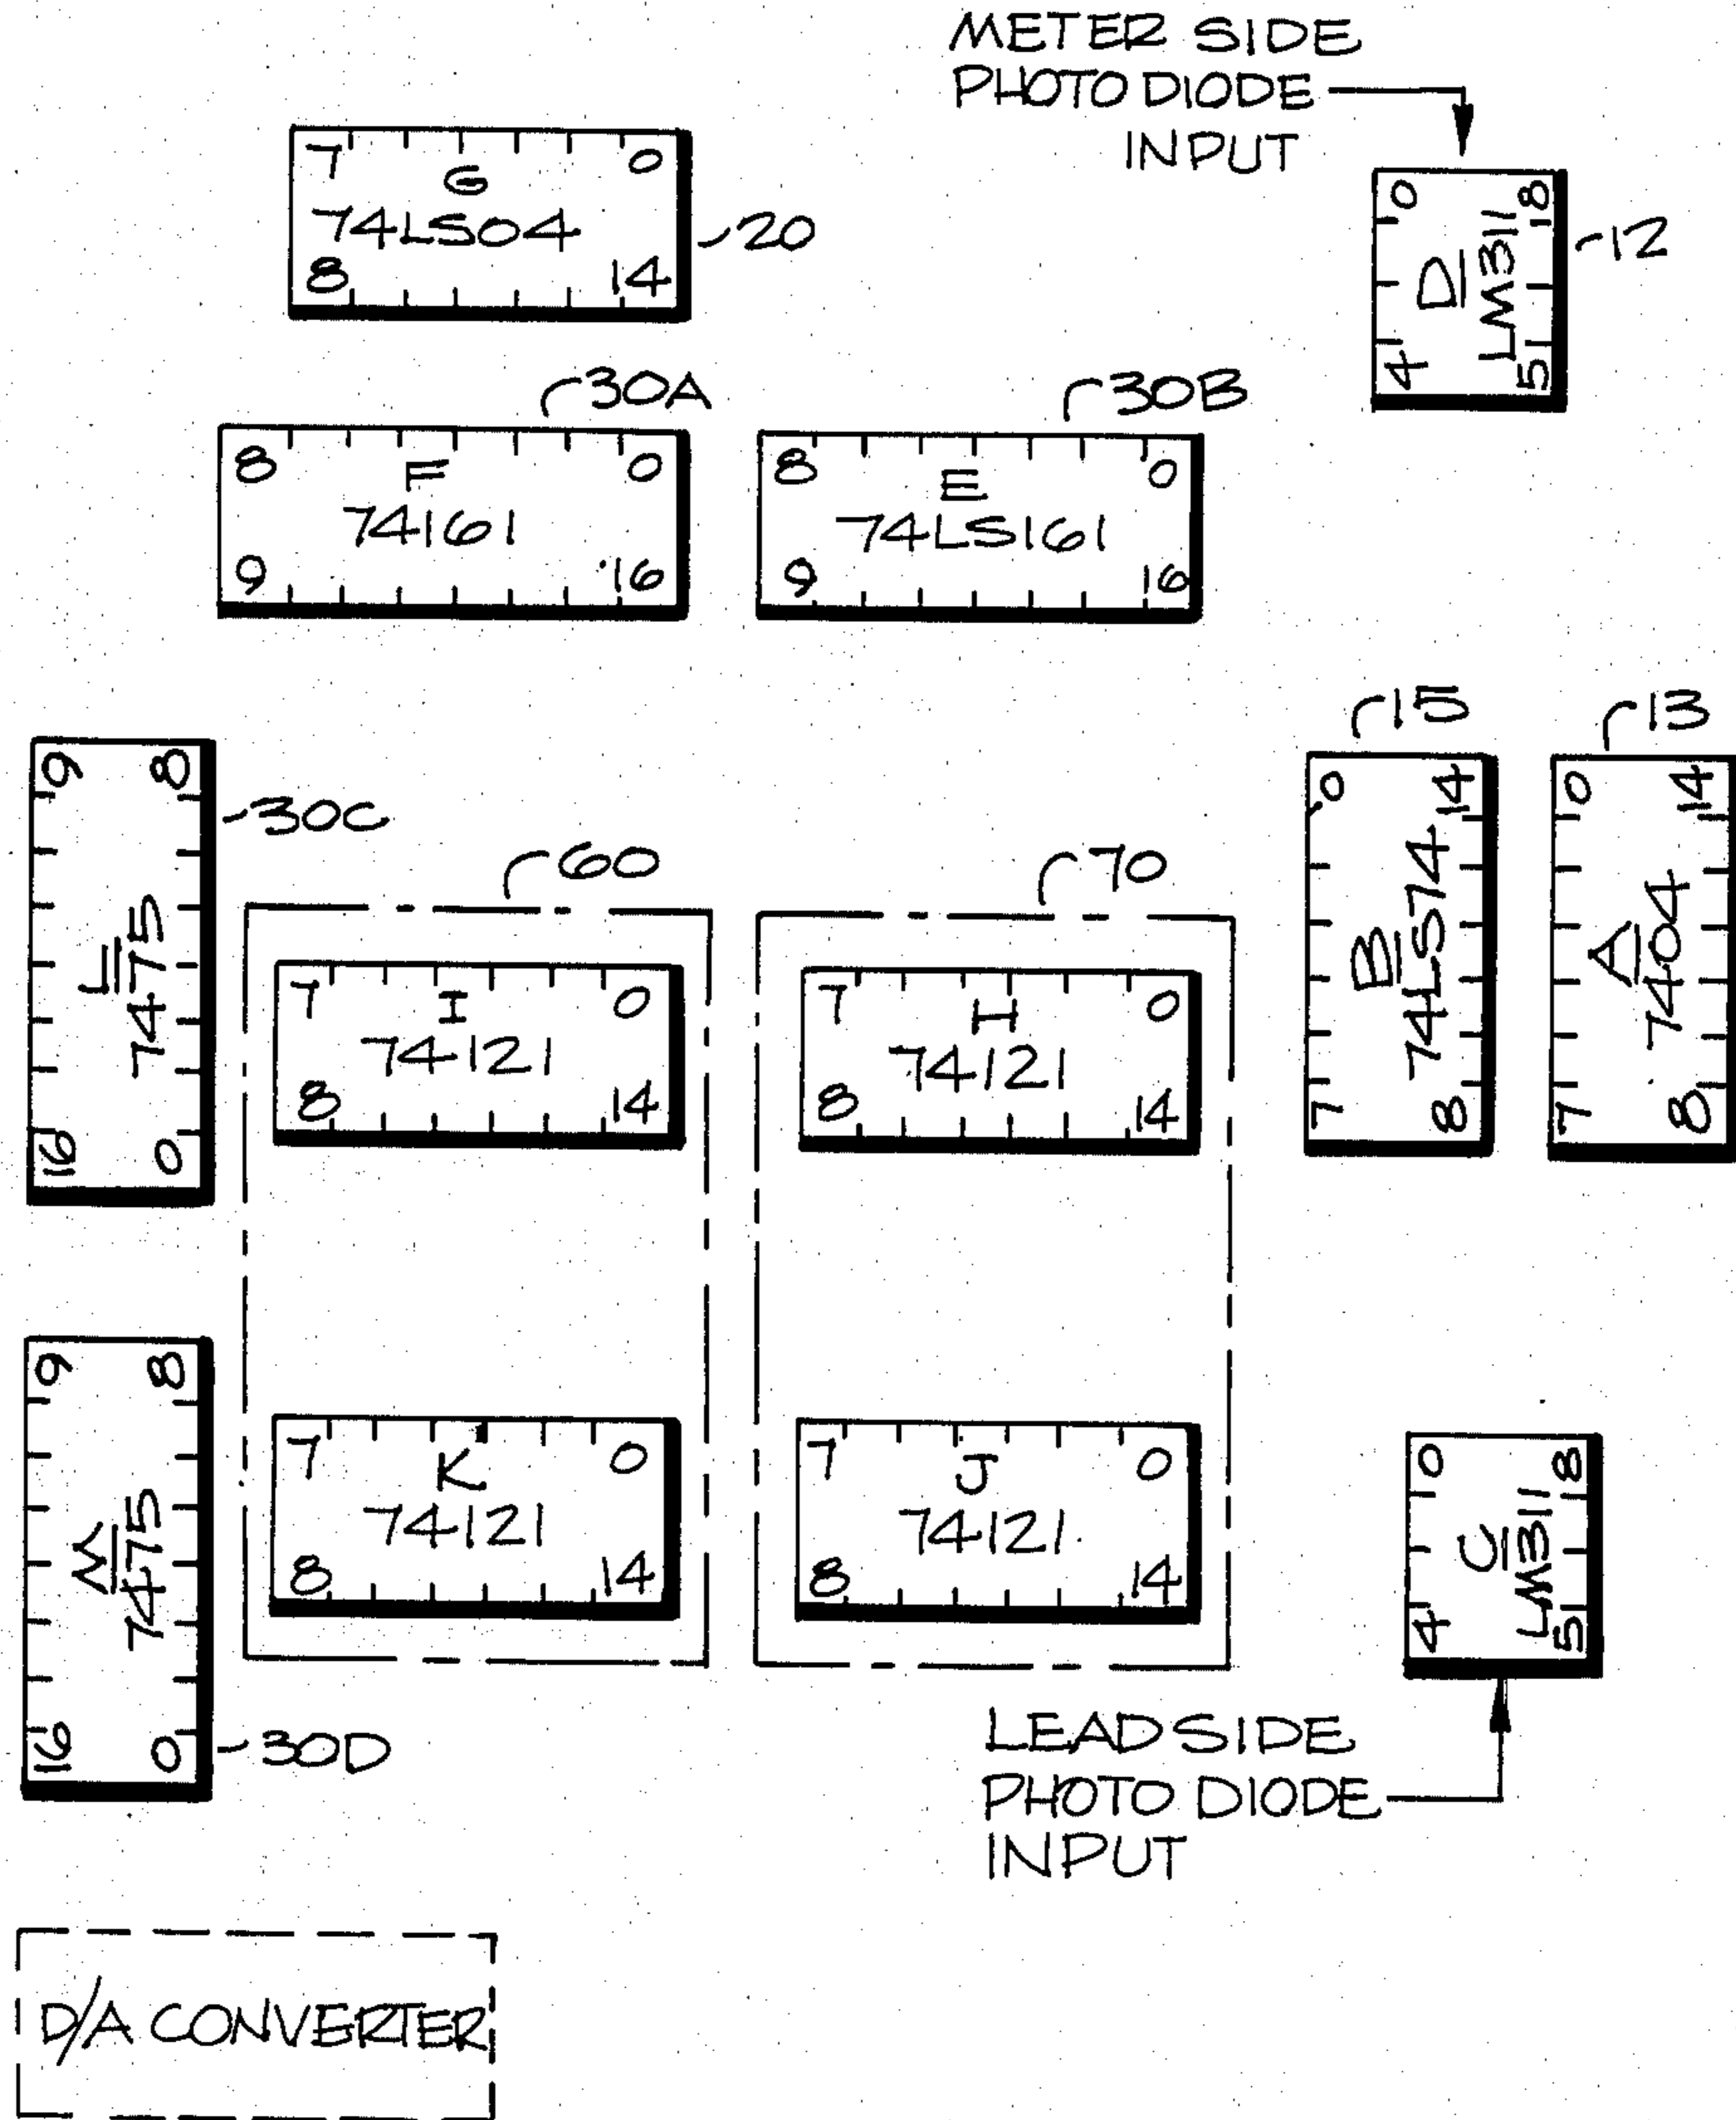 METER SIDE
PHOTO DIODE
INPUT
7 0
G
74LS04
8 14
20
0 8
D
LM311
4 5
12
30A
8 0
F
74161
9 16
30B
8 0
E
74LS161
9 16
15
0 14
B
74LS74
7 8
13
0 14
A
7404
7 8
9 8
L
7475
16 0
30C
60
7 0
I
74121
8 14
70
7 0
H
74121
8 14
9 8
M
7475
16 0
30D
7 0
K
74121
8 14
7 0
J
74121
8 14
0 8
C
LM311
4 5
LEAD SIDE
PHOTO DIODE
INPUT
D/A CONVERTER